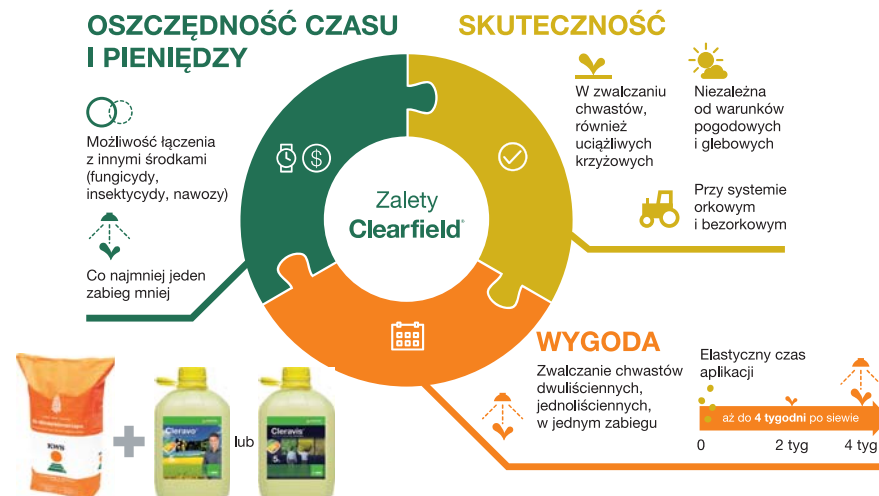 OSZCZĘDNOŚĆ CZASU
I PIENIĘDZY
Możliwość łączenia
z innymi środkami
(fungicydy,
insektycydy, nawozy)
Co najmniej jeden
zabieg mniej
$
Zalety
Clearfield®
SKUTECZNOŚĆ
W zwalczaniu
chwastów,
również
uciążliwych
krzyżowych
Niezależna
od warunków
pogodowych
i glebowych
Przy systemie
orkowym
i bezorkowym
WYGODA
Zwalczanie chwastów
dwuliściennych,
jednoliściennych,
w jednym zabiegu
Elastyczny czas
aplikacji
aż do 4 tygodni po siewie
0 2 tyg 4 tyg
KWS
+
Cleravo
lub
Cleravis
5